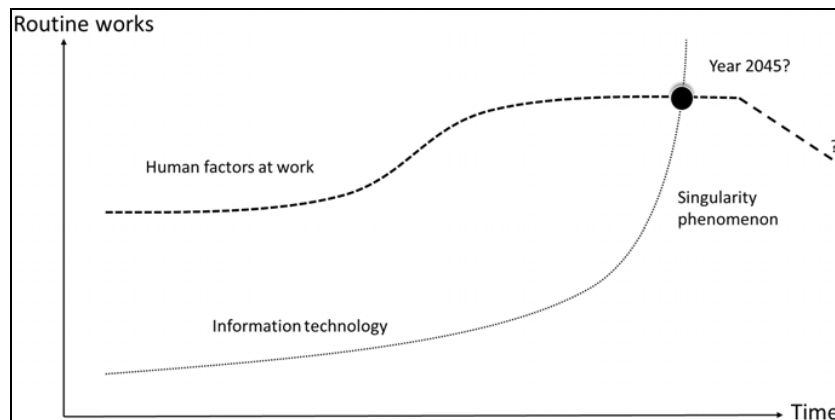 Routine works
Year 2045?
Human factors at work
?
Singularity
phenomenon
Information technology
Time